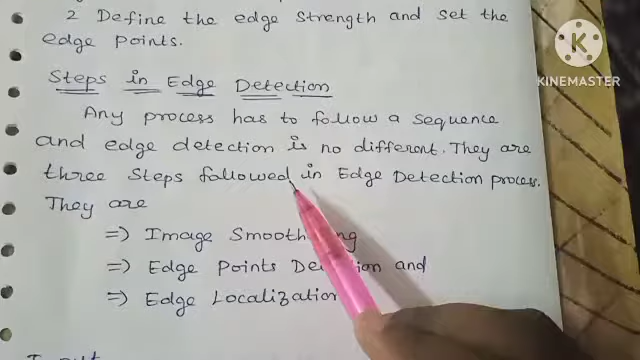 2 Define the edge strength and set the
edge points.
KINEMASTER
Steps in Edge Detection
Any process has to follow a sequence
and edge detection is no different. They are
three steps followed in Edge Detection process.
They are
=> Image Smoothing
=> Edge Points Detection and
=> Edge Localization